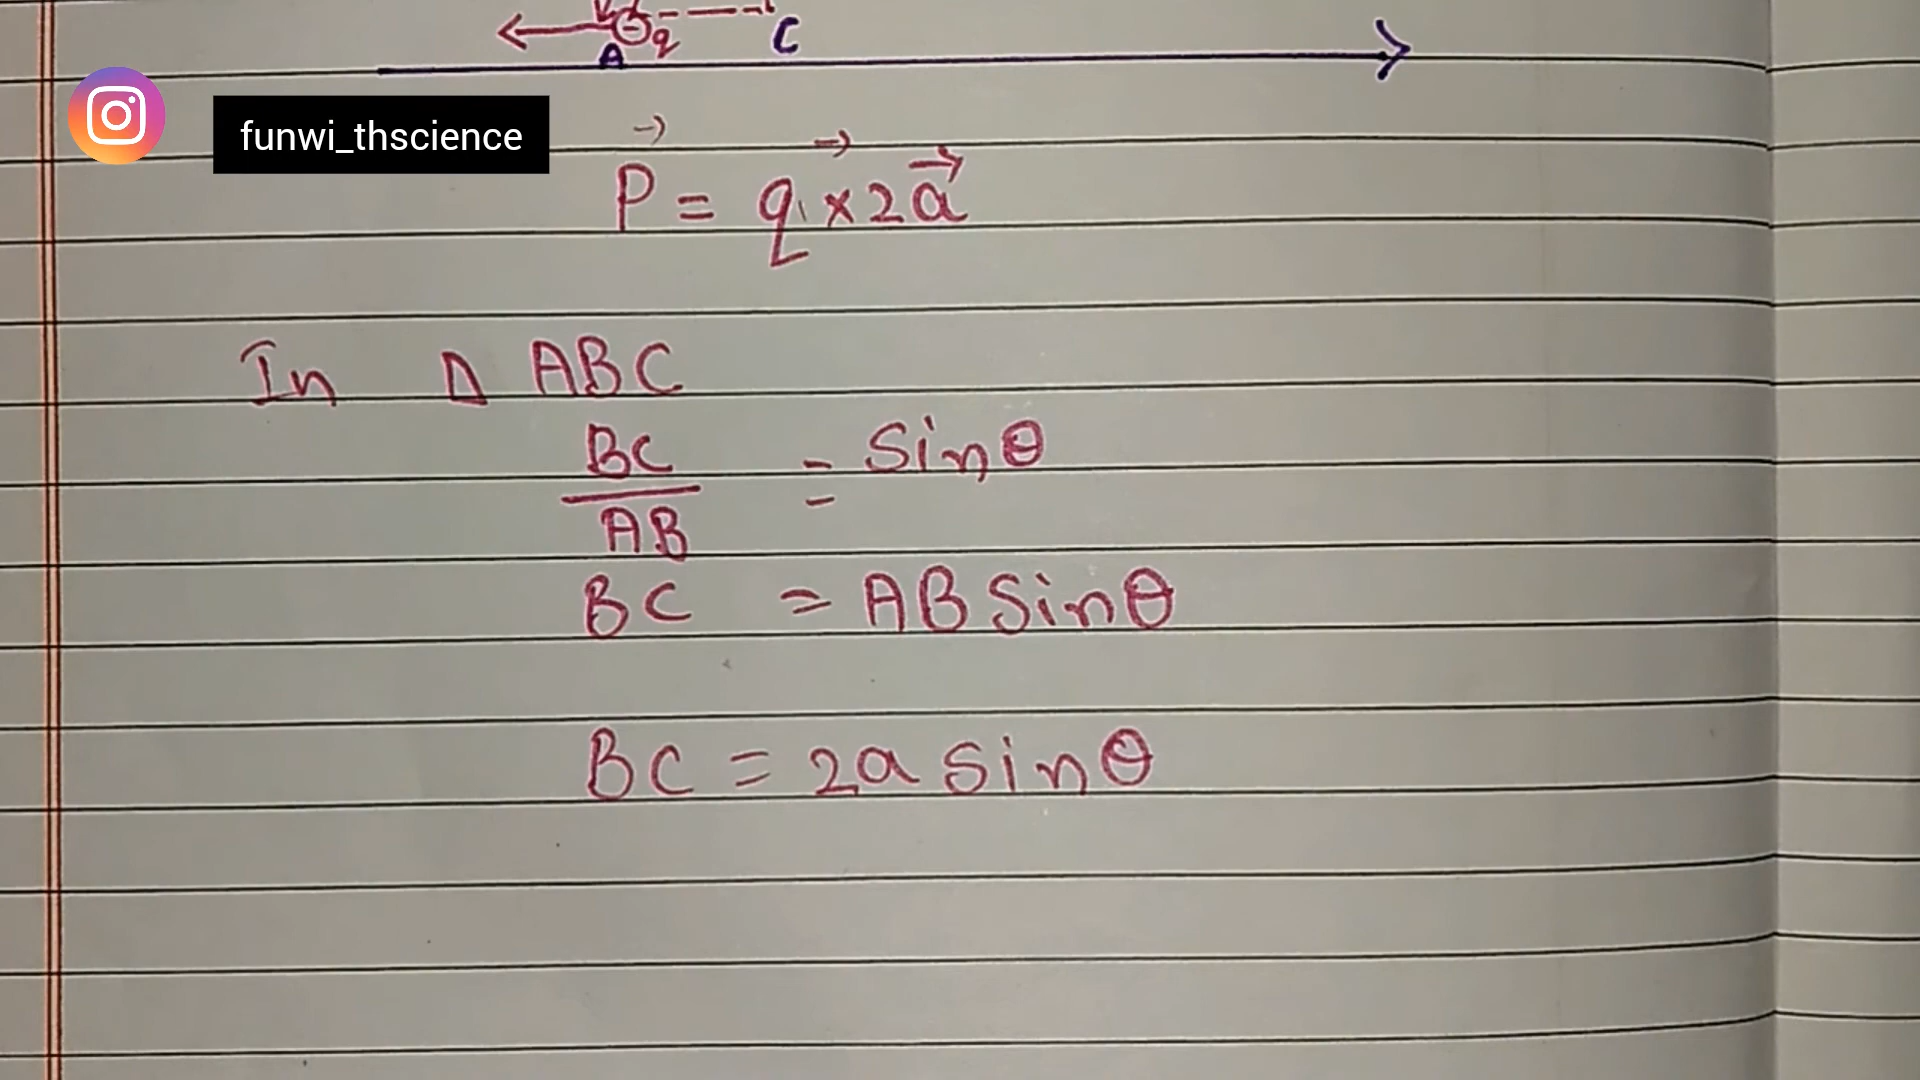 q
A
C
funwi_thscience
P = q × 2a
In Δ ABC
BC = Sinθ
AB
BC = AB Sinθ
BC = 2a Sinθ